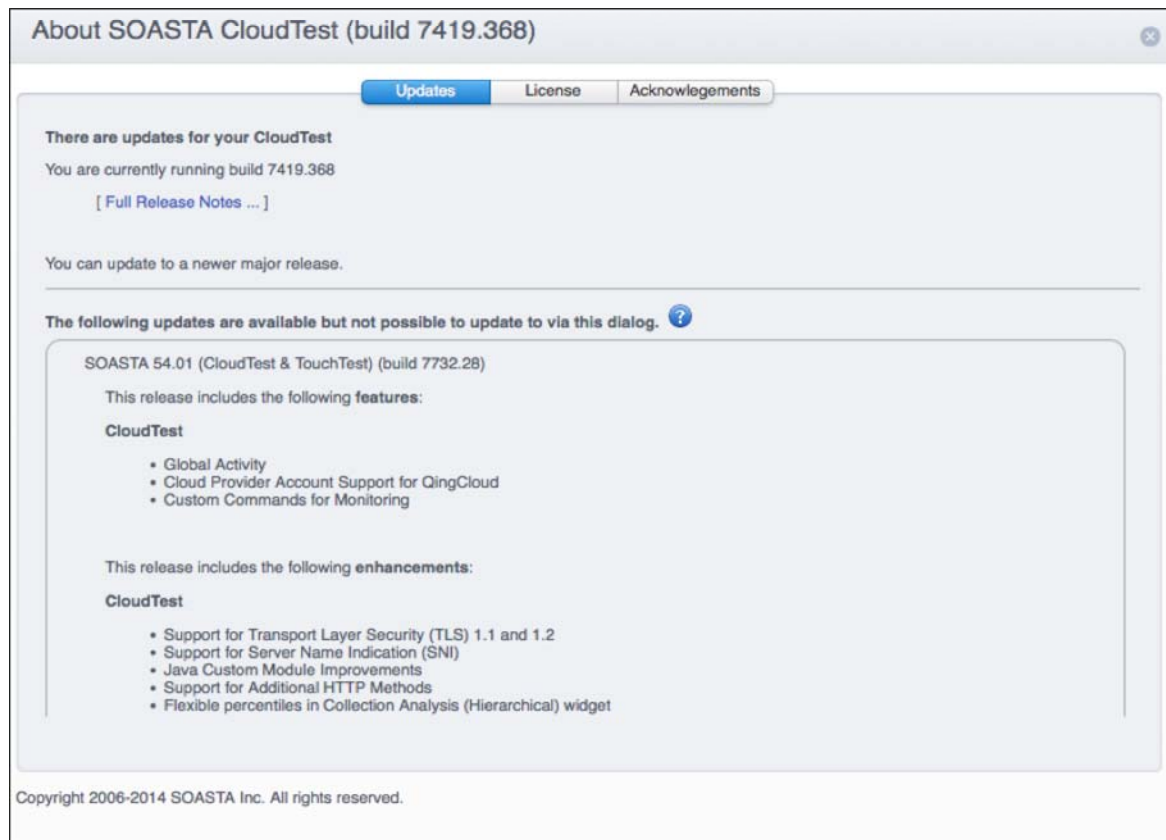 About SOASTA CloudTest (build 7419.368)
Updates License Acknowlegements
There are updates for your CloudTest
You are currently running build 7419.368
[ Full Release Notes ... ]
You can update to a newer major release.
The following updates are available but not possible to update to via this dialog. ?
SOASTA 54.01 (CloudTest & TouchTest) (build 7732.28)
This release includes the following features:
CloudTest
• Global Activity
• Cloud Provider Account Support for QingCloud
• Custom Commands for Monitoring
This release includes the following enhancements:
CloudTest
• Support for Transport Layer Security (TLS) 1.1 and 1.2
• Support for Server Name Indication (SNI)
• Java Custom Module Improvements
• Support for Additional HTTP Methods
• Flexible percentiles in Collection Analysis (Hierarchical) widget
Copyright 2006-2014 SOASTA Inc. All rights reserved.